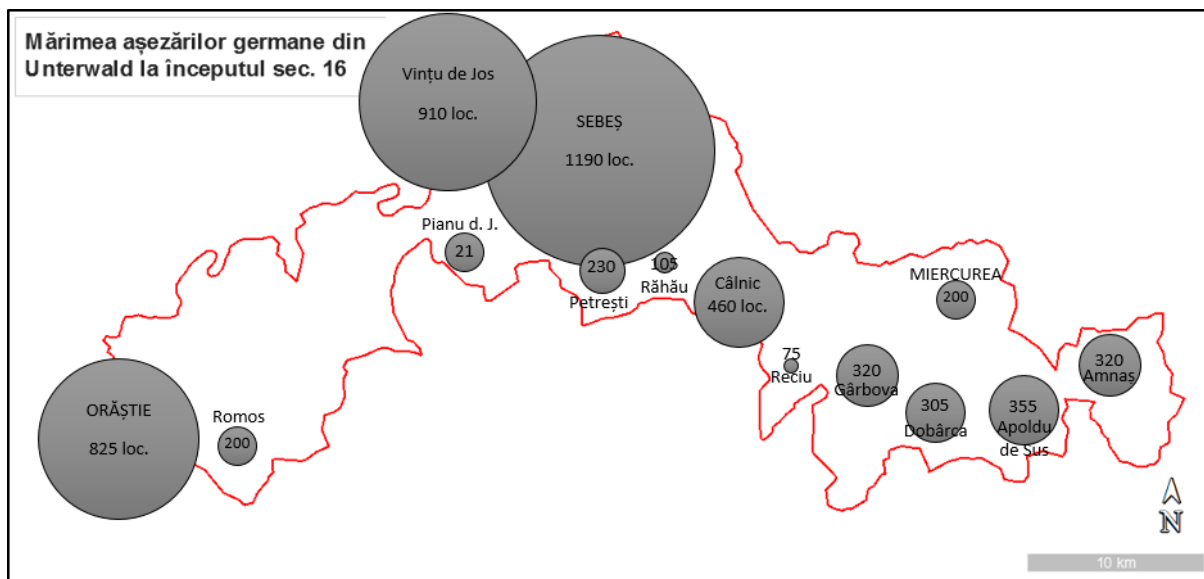 Mărimea așezărilor germane din
Unterwald la începutul sec. 16
Vințu de Jos
910 loc.
SEBEȘ
1190 loc.
Pianu d. J.
21
230
Petrești
105
Răhău
Câlnic
460 loc.
MIERCUREA
200
75
Reciu
320
Gârbova
305
Dobârca
355
Apoldu
de Sus
320
Amnaș
ORĂȘTIE
825 loc.
Romos
200
N
10 km